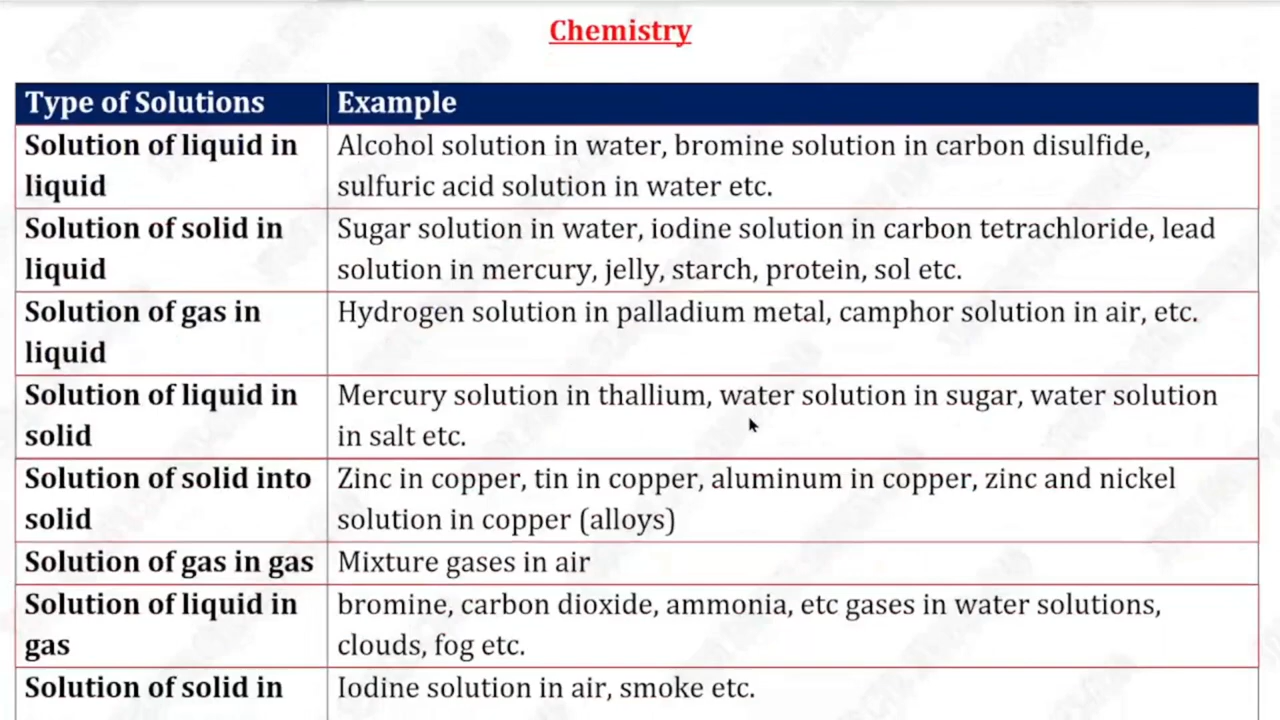 Chemistry
Type of Solutions Example
Solution of liquid in Alcohol solution in water, bromine solution in carbon disulfide,
liquid sulfuric acid solution in water etc.
Solution of solid in Sugar solution in water, iodine solution in carbon tetrachloride, lead
liquid solution in mercury, jelly, starch, protein, sol etc.
Solution of gas in Hydrogen solution in palladium metal, camphor solution in air, etc.
liquid
Solution of liquid in Mercury solution in thallium, water solution in sugar, water solution
solid in salt etc.
Solution of solid into Zinc in copper, tin in copper, aluminum in copper, zinc and nickel
solid solution in copper (alloys)
Solution of gas in gas Mixture gases in air
Solution of liquid in bromine, carbon dioxide, ammonia, etc gases in water solutions,
gas clouds, fog etc.
Solution of solid in Iodine solution in air, smoke etc.